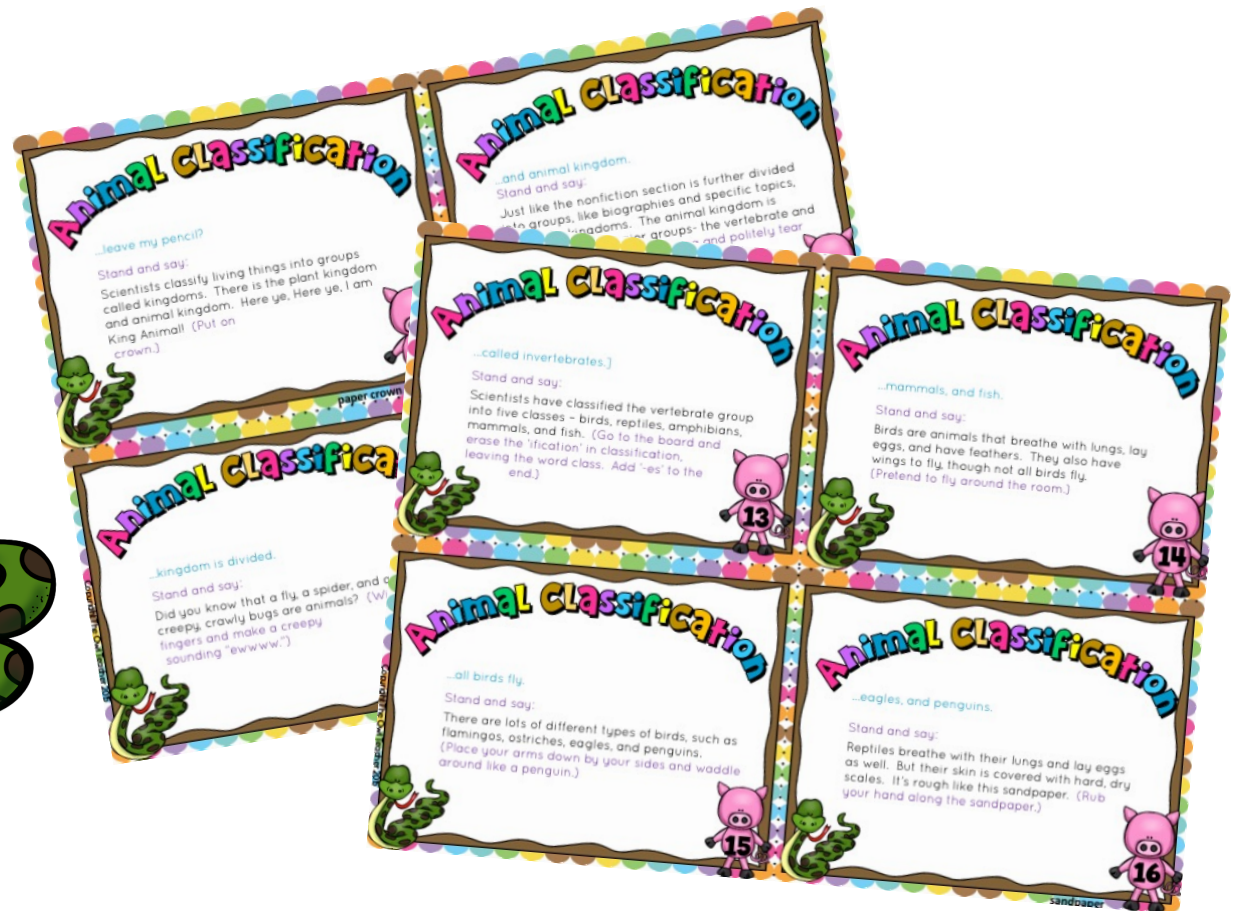 Animal Classification
...leave my pencil?
Stand and say:
Scientists classify living things into groups
called kingdoms. There is the plant kingdom
and animal kingdom. Here ye, Here ye, I am
King Animal! (Put on
crown.)
paper crown
Animal Classification
...and animal kingdom.
Stand and say:
Just like the nonfiction section is further divided
into groups, like biographies and specific topics,
kingdoms. The animal kingdom is
groups- the vertebrate and
and politely tear
Animal Classifica
...kingdom is divided.
Stand and say:
Did you know that a fly, a spider, and
creepy, crawly bugs are animals? (Wi
fingers and make a creepy
sounding "ewwww.")
Animal Classification
...called invertebrates.]
Stand and say:
Scientists have classified the vertebrate group
into five classes – birds, reptiles, amphibians,
mammals, and fish. (Go to the board and
erase the 'ification' in classification,
leaving the word class. Add '-es' to the
end.)
13
Animal Classification
...mammals, and fish.
Stand and say:
Birds are animals that breathe with lungs, lay
eggs, and have feathers. They also have
wings to fly, though not all birds fly.
(Pretend to fly around the room.)
14
Animal Classification
...all birds fly.
Stand and say:
There are lots of different types of birds, such as
flamingos, ostriches, eagles, and penguins.
(Place your arms down by your sides and waddle
around like a penguin.)
15
Animal Classification
...eagles, and penguins.
Stand and say:
Reptiles breathe with their lungs and lay eggs
as well. But their skin is covered with hard, dry
scales. It's rough like this sandpaper. (Rub
your hand along the sandpaper.)
16
sandpaper